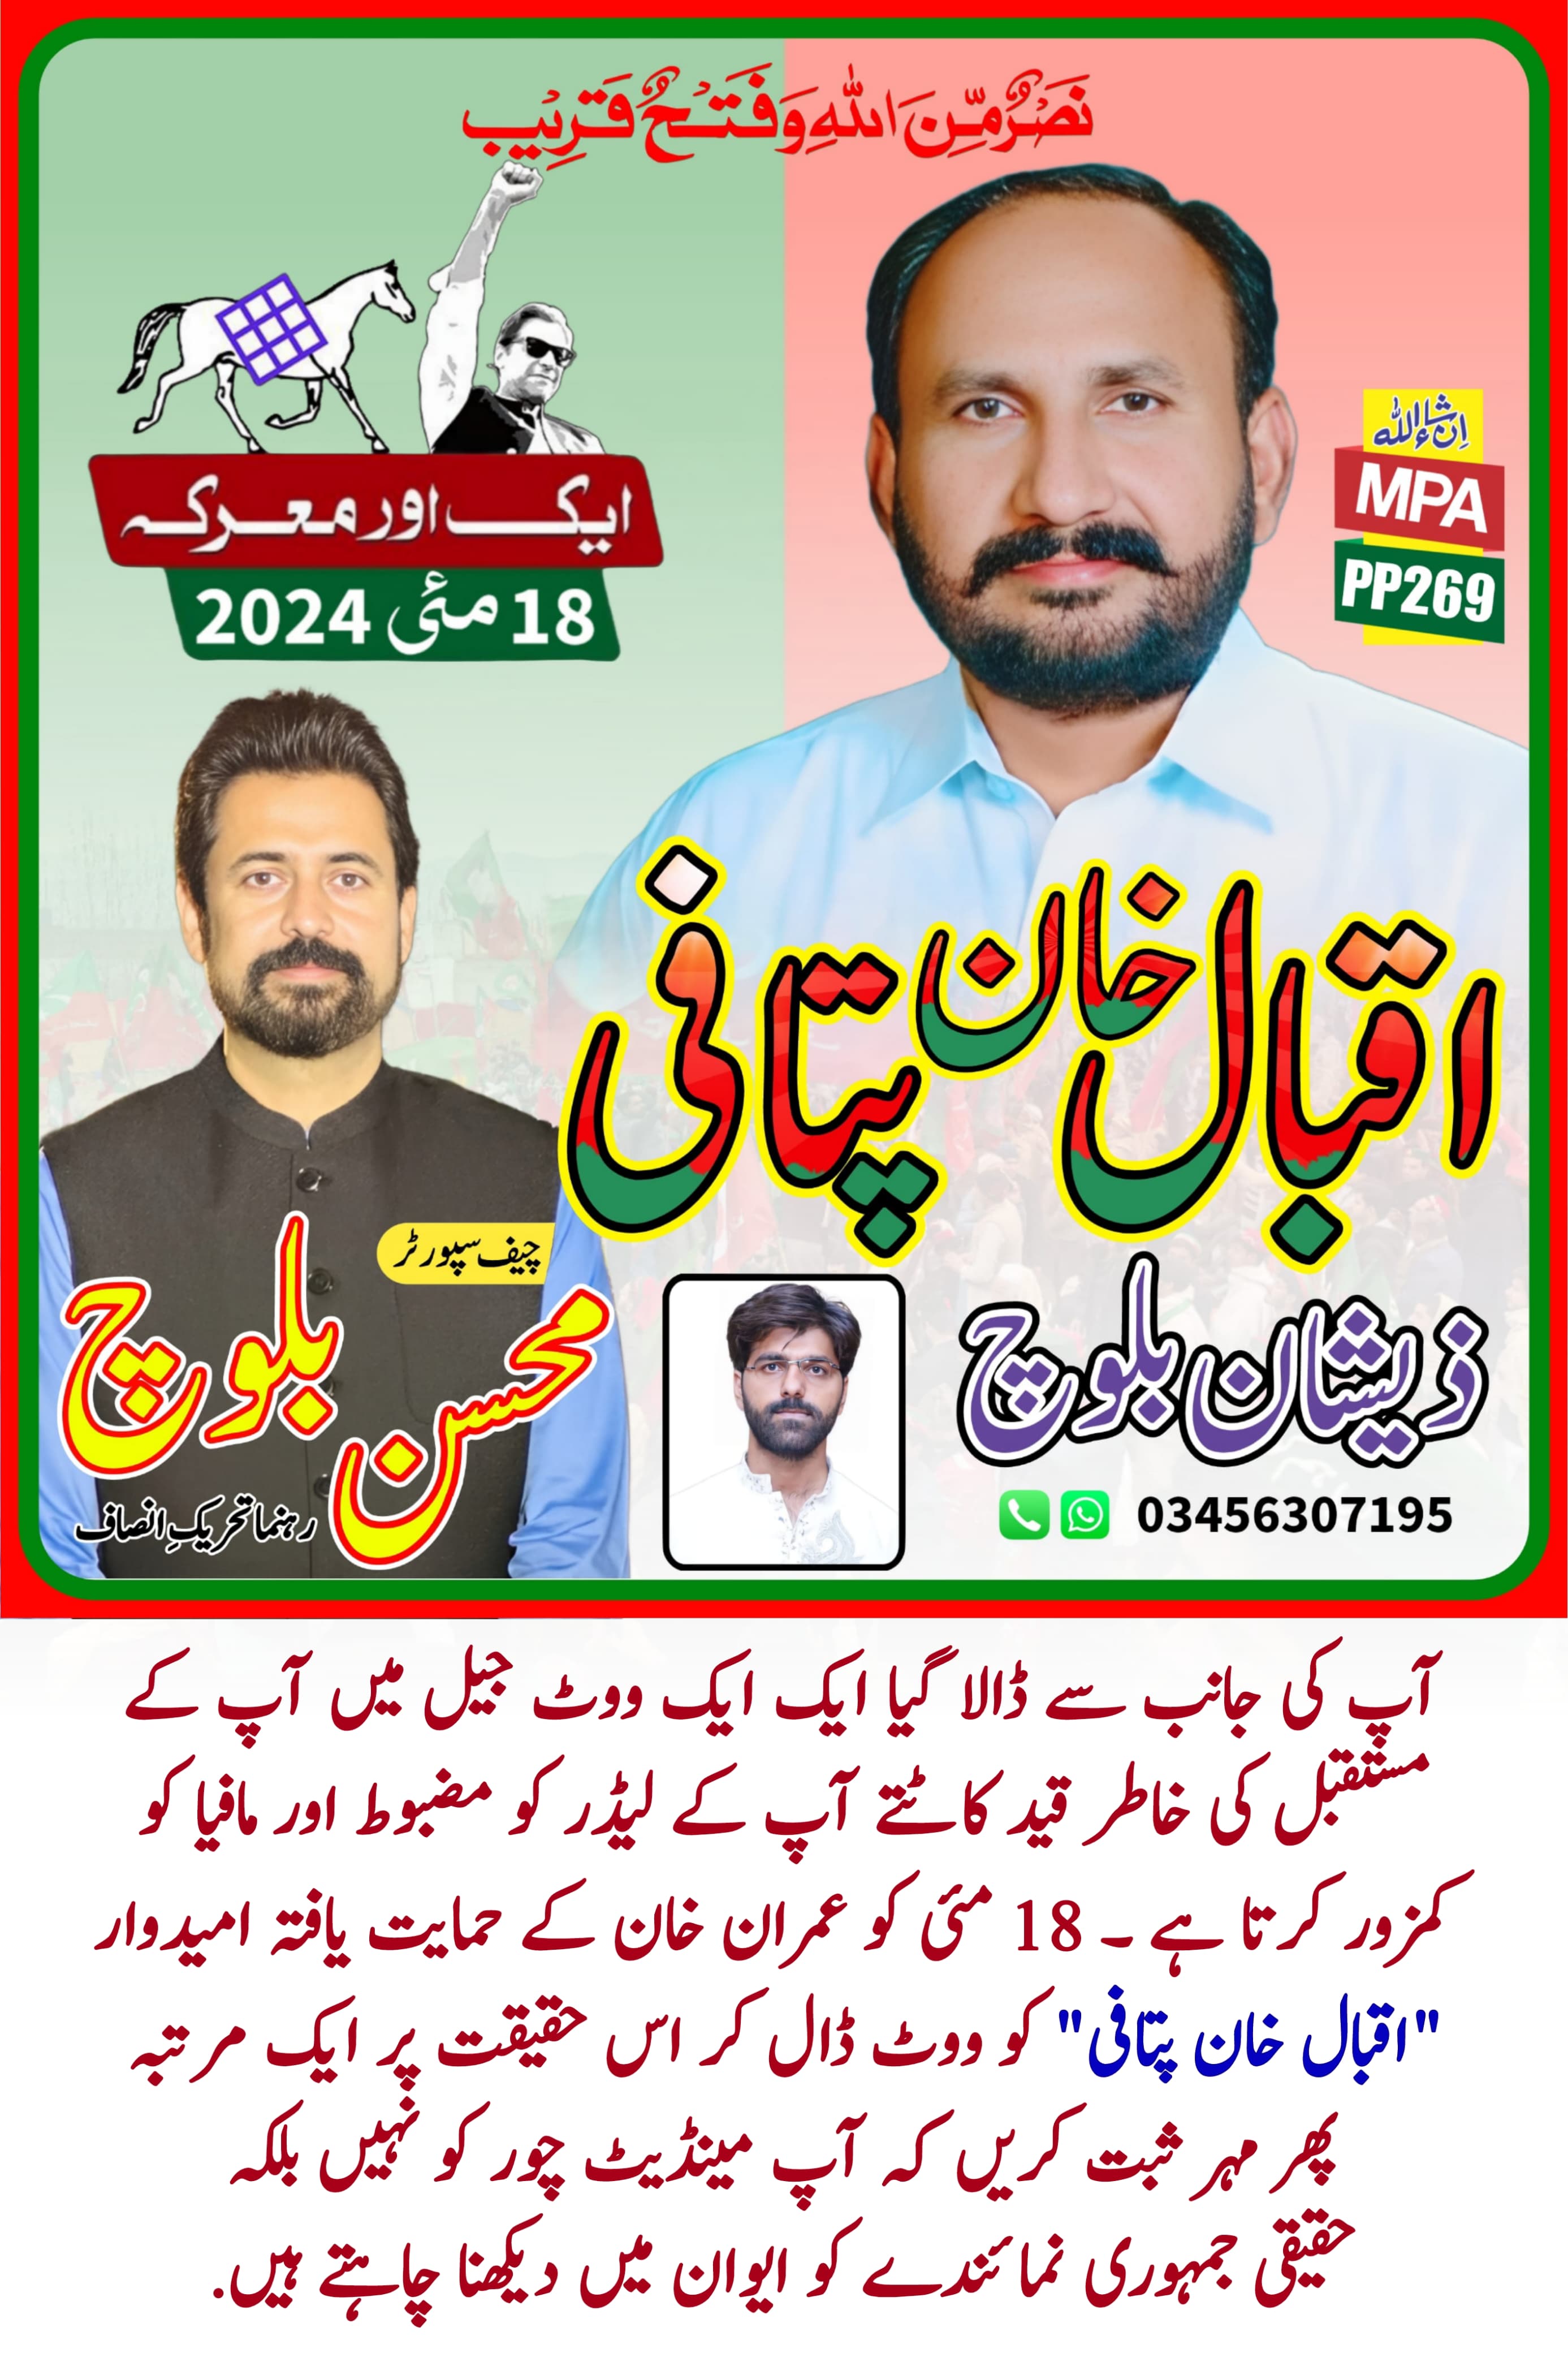 نَصْرٌ مِّنَ اللّٰهِ وَفَتْحٌ قَرِیْب
ایک اور معرکہ
18 مئی 2024
اِنْ شَاءَاللّٰه
MPA
PP269
اقبال خان پتافی
چیف سپورٹر
محسن بلوچ
رہنما تحریکِ انصاف
ذیشان بلوچ
03456307195
آپ کی جانب سے ڈالا گیا ایک ایک ووٹ جیل میں آپ کے
مستقبل کی خاطر قید کاٹتے آپ کے لیڈر کو مضبوط اور مافیا کو
کمزور کرتا ہے ۔ 18 مئی کو عمران خان کے حمایت یافتہ امیدوار
"اقبال خان پتافی" کو ووٹ ڈال کر اس حقیقت پر ایک مرتبہ
پھر مہر ثبت کریں کہ آپ مینڈیٹ چور کو نہیں بلکہ
حقیقی جمہوری نمائندے کو ایوان میں دیکھنا چاہتے ہیں.